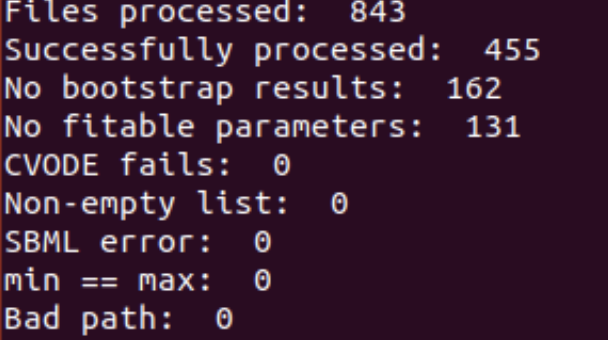 Files processed:  843
Successfully processed:  455
No bootstrap results:  162
No fitable parameters:  131
CVODE fails:  0
Non-empty list:  0
SBML error:  0
min == max:  0
Bad path:  0